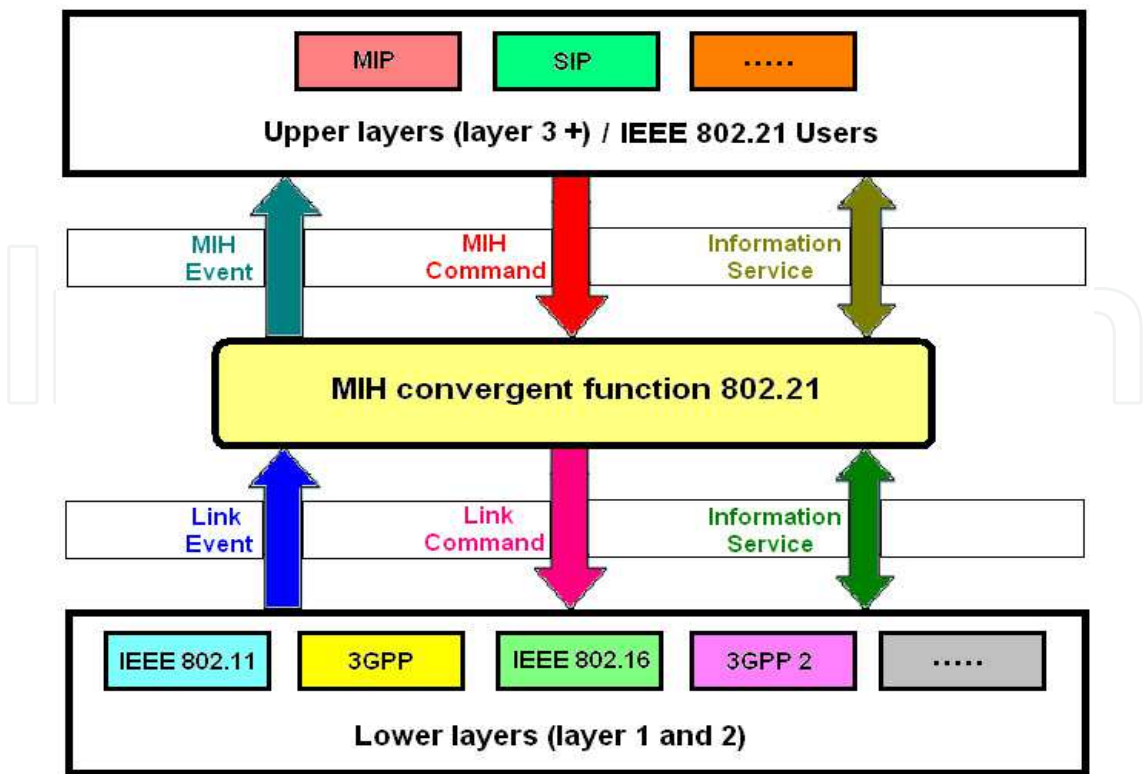 MIP
SIP
.....
Upper layers (layer 3 +) / IEEE 802.21 Users
MIH
Event
MIH
Command
Information
Service
MIH convergent function 802.21
Link
Event
Link
Command
Information
Service
IEEE 802.11
3GPP
IEEE 802.16
3GPP 2
.....
Lower layers (layer 1 and 2)